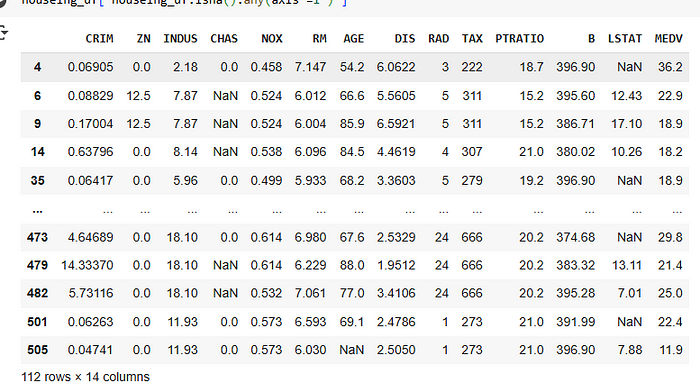 houseing_df[ houseing_df.isna().any(axis =1 ) ]
CRIM ZN INDUS CHAS NOX RM AGE DIS RAD TAX PTRATIO B LSTAT MEDV
4 0.06905 0.0 2.18 0.0 0.458 7.147 54.2 6.0622 3 222 18.7 396.90 NaN 36.2
6 0.08829 12.5 7.87 NaN 0.524 6.012 66.6 5.5605 5 311 15.2 395.60 12.43 22.9
9 0.17004 12.5 7.87 NaN 0.524 6.004 85.9 6.5921 5 311 15.2 386.71 17.10 18.9
14 0.63796 0.0 8.14 NaN 0.538 6.096 84.5 4.4619 4 307 21.0 380.02 10.26 18.2
35 0.06417 0.0 5.96 0.0 0.499 5.933 68.2 3.3603 5 279 19.2 396.90 NaN 18.9
... ... ... ... ... ... ... ... ... ... ... ... ... ... ...
473 4.64689 0.0 18.10 0.0 0.614 6.980 67.6 2.5329 24 666 20.2 374.68 NaN 29.8
479 14.33370 0.0 18.10 NaN 0.614 6.229 88.0 1.9512 24 666 20.2 383.32 13.11 21.4
482 5.73116 0.0 18.10 NaN 0.532 7.061 77.0 3.4106 24 666 20.2 395.28 7.01 25.0
501 0.06263 0.0 11.93 0.0 0.573 6.593 69.1 2.4786 1 273 21.0 391.99 NaN 22.4
505 0.04741 0.0 11.93 0.0 0.573 6.030 NaN 2.5050 1 273 21.0 396.90 7.88 11.9
112 rows × 14 columns